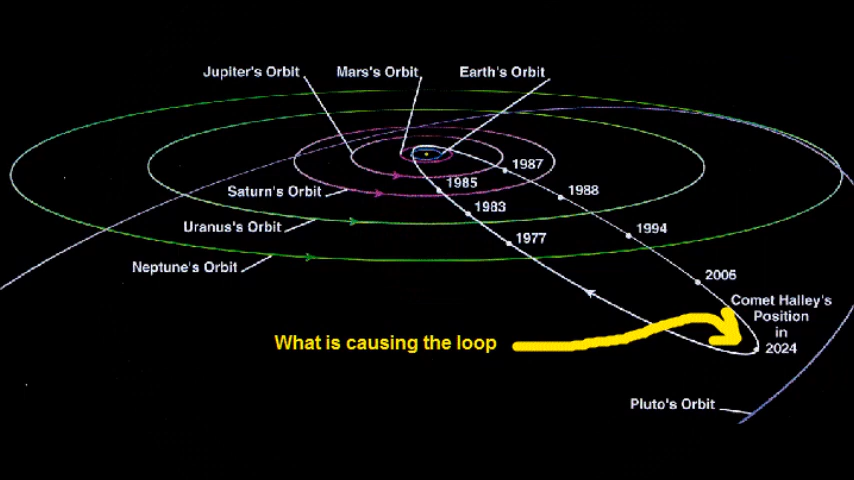 Jupiter's Orbit
Mars's Orbit
Earth's Orbit
1987
1985
Saturn's Orbit
1988
1983
Uranus's Orbit
1994
1977
Neptune's Orbit
2005
Comet Halley's
Position
in
2024
What is causing the loop
Pluto's Orbit